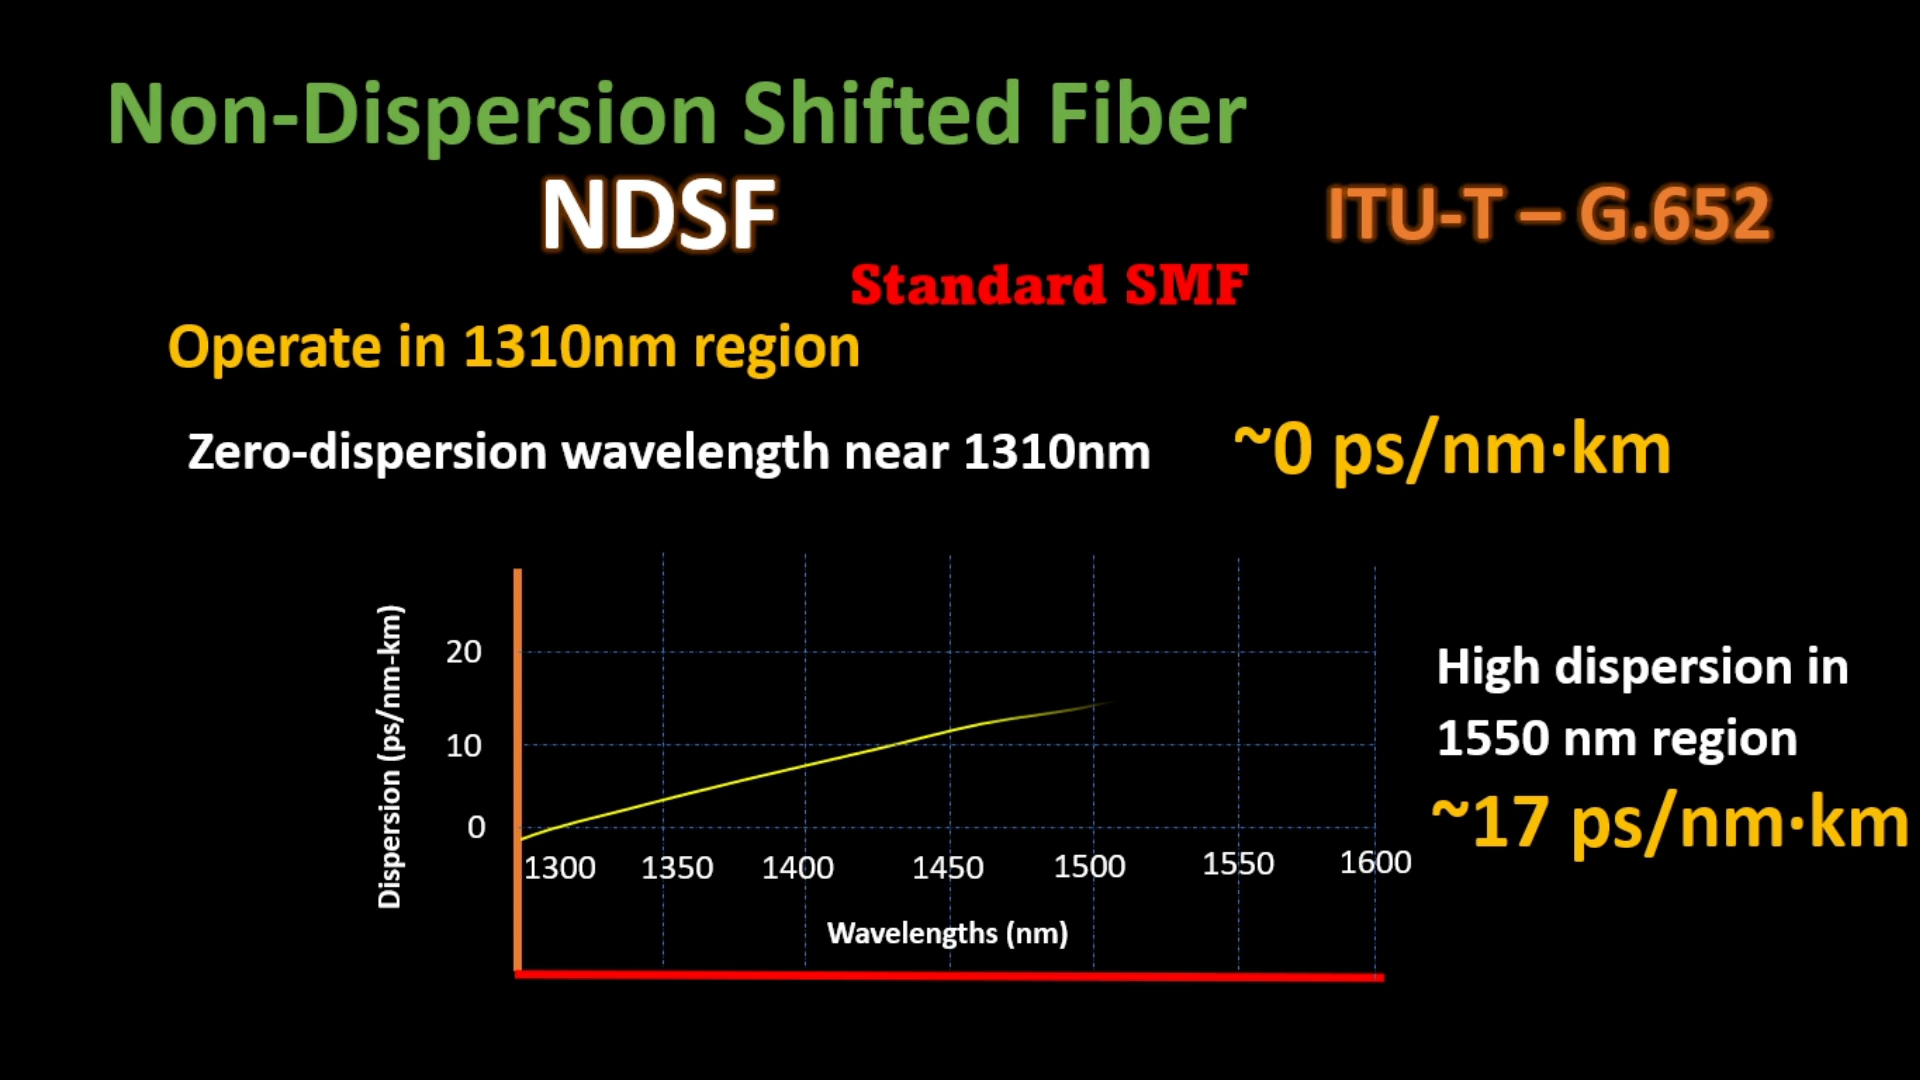 Non-Dispersion Shifted Fiber
NDSF
ITU-T – G.652
Standard SMF
Operate in 1310nm region
Zero-dispersion wavelength near 1310nm
~0 ps/nm·km
Dispersion (ps/nm-km)
20
10
0
1300 1350 1400 1450 1500 1550 1600
Wavelengths (nm)
High dispersion in
1550 nm region
~17 ps/nm·km